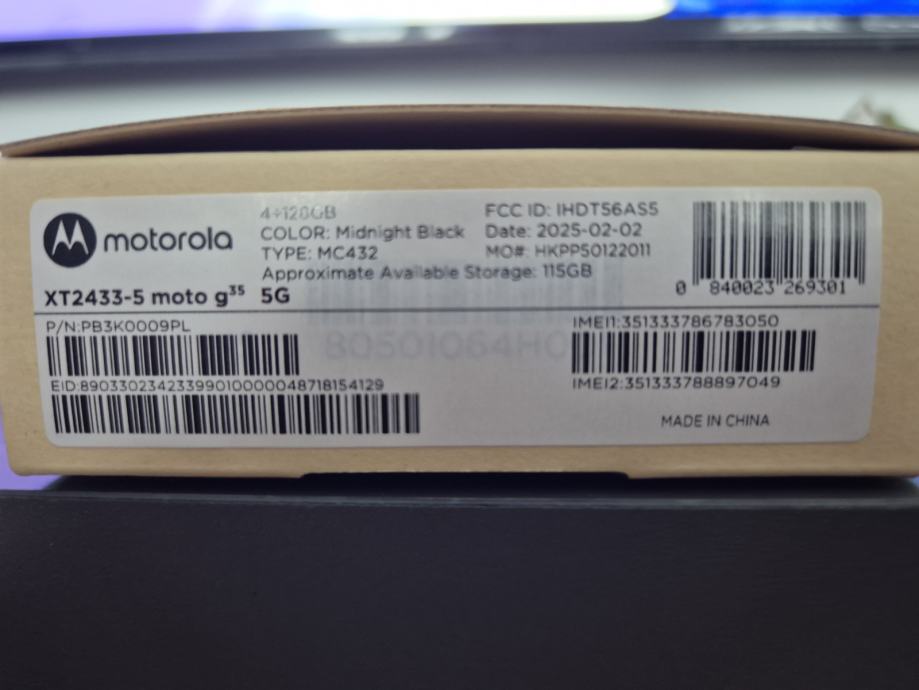 motorola
4+128GB
COLOR: Midnight Black
TYPE: MC432
Approximate Available Storage: 115GB
FCC ID: IHDT56AS5
Date: 2025-02-02
MO#: HKPP50122011
0 840023 269301
XT2433-5 moto g35 5G
P/N:PB3K0009PL
EID:89033023423399010000048718154129
IMEI1:351333786783050
IMEI2:351333788897049
MADE IN CHINA